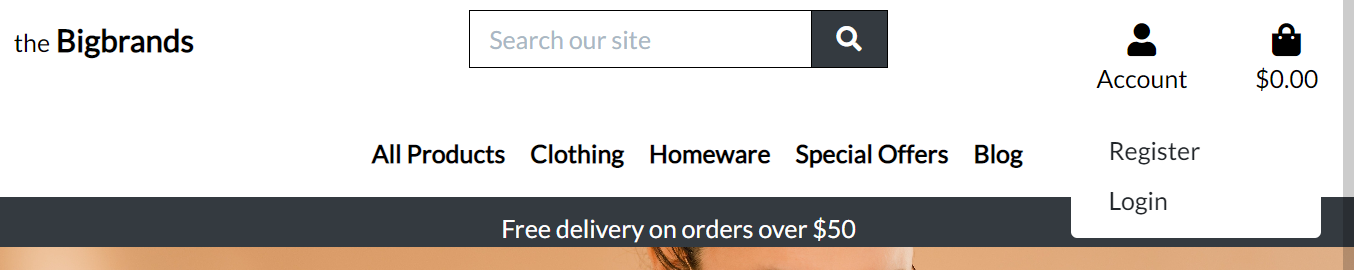 the Bigbrands
Search our site
Account
$0.00
All Products Clothing Homeware Special Offers Blog
Register
Login
Free delivery on orders over $50